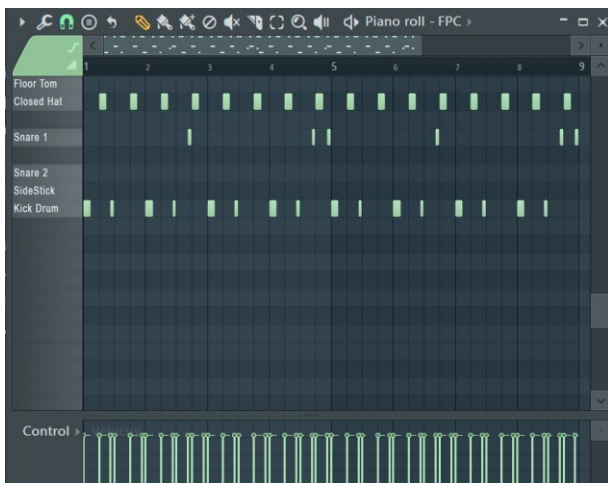 Piano roll - FPC
1 2 3 4 5 6 7 8 9
Floor Tom
Closed Hat
Snare 1
Snare 2
SideStick
Kick Drum
Control
Velocity